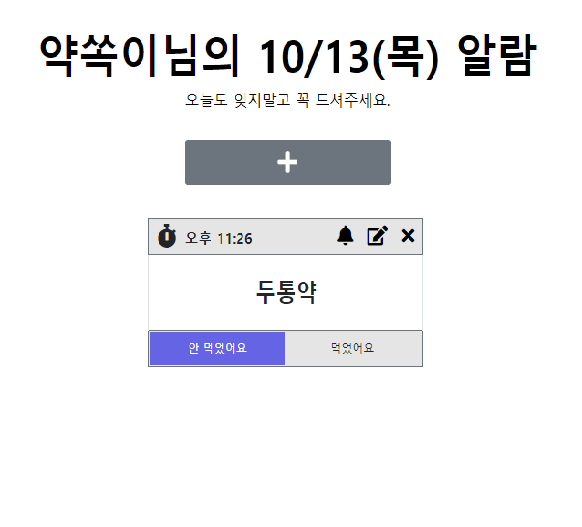 약쏙이님의 10/13(목) 알람
오늘도 잊지말고 꼭 드셔주세요.
오후 11:26
두통약
안 먹었어요
먹었어요